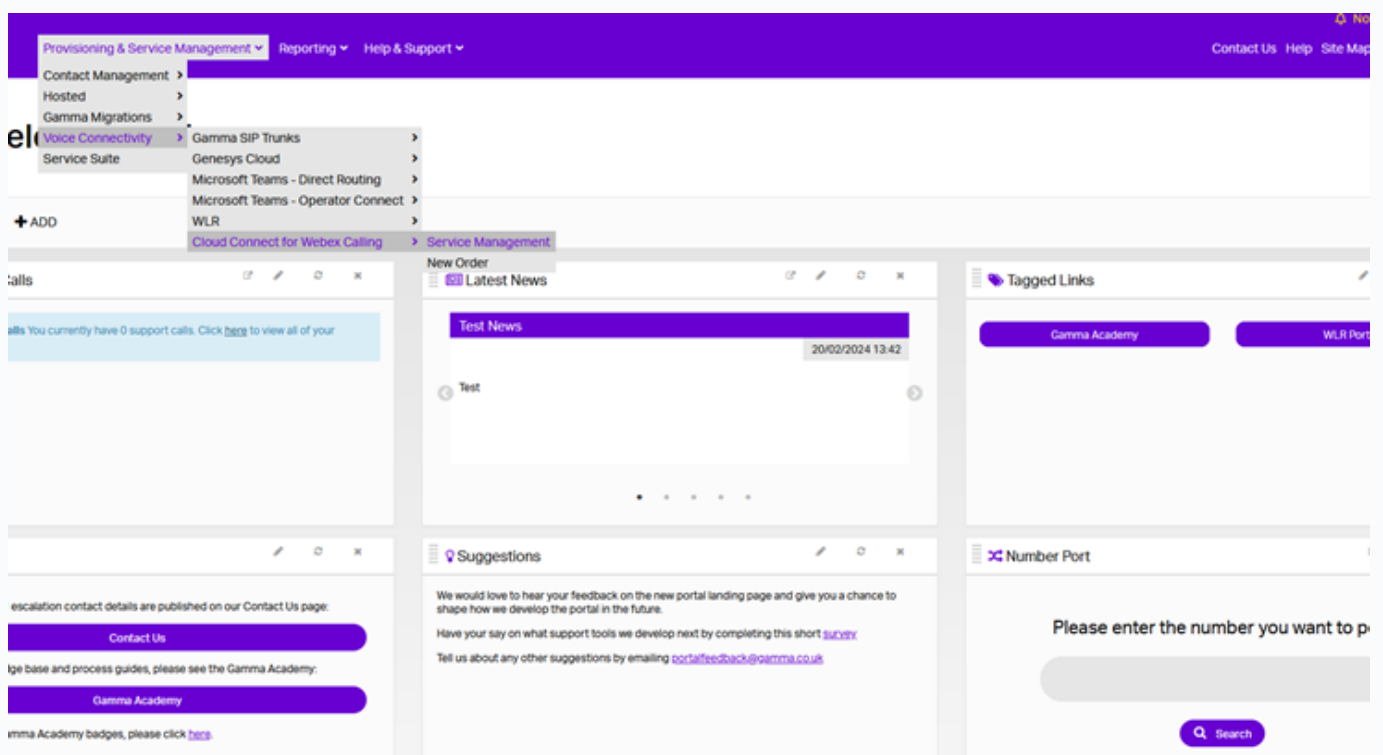 No
Provisioning & Service Management Reporting Help & Support
Contact Us Help Site Map
Contact Management
Hosted
Gamma Migrations
Voice Connectivity
Service Suite
Gamma SIP Trunks
Genesys Cloud
Microsoft Teams - Direct Routing
Microsoft Teams - Operator Connect
WLR
Cloud Connect for Webex Calling
Service Management
New Order
el
+ ADD
Calls
alls You currently have 0 support calls. Click here to view all of your
Latest News
Test News
20/02/2024 13:42
Test
Tagged Links
Gamma Academy
WLR Port
escalation contact details are published on our Contact Us page:
Contact Us
dge base and process guides, please see the Gamma Academy:
Gamma Academy
amma Academy badges, please click here.
Suggestions
We would love to hear your feedback on the new portal landing page and give you a chance to
shape how we develop the portal in the future.
Have your say on what support tools we develop next by completing this short survey
Tell us about any other suggestions by emailing portalfeedback@gamma.co.uk
Number Port
Please enter the number you want to p
Search